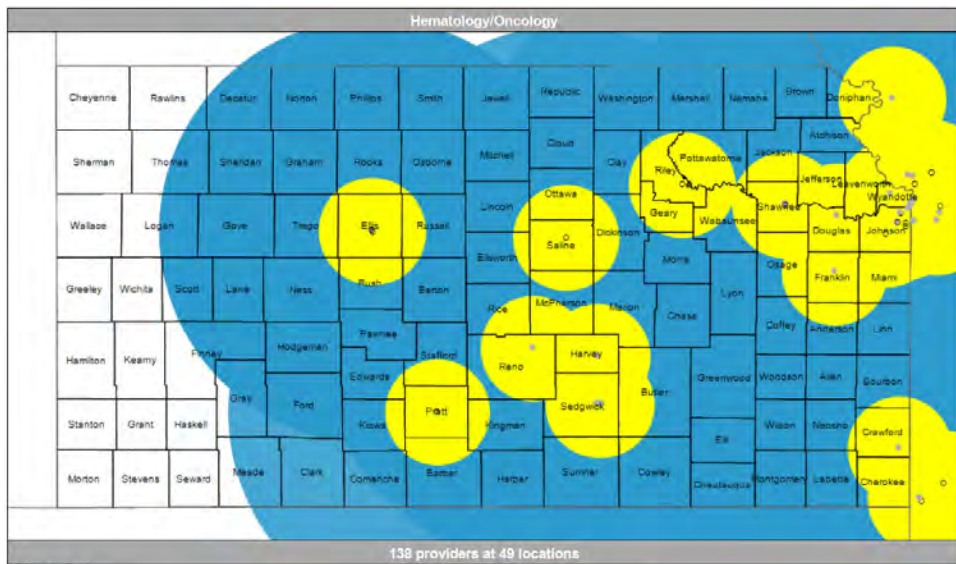 Hematology/Oncology
Cheyenne Rawlins Decatur Norton Phillips Smith Jewell Republic Washington Marshall Nemaha Brown Doniphan
Atchison
Sherman Thomas Sheridan Graham Rooks Osborne Mitchell Cloud Clay Riley Pottawatomie Jackson Jefferson Leavenworth
Wyandotte
Ottawa
Wallace Logan Gove Trego Ellis Russell Lincoln Saline Dickinson Geary Wabaunsee Shawnee Douglas Johnson
Ellsworth Morris Osage Franklin Miami
Greeley Wichita Scott Lane Ness Rush Barton Rice McPherson Marion Chase Lyon
Coffey Anderson Linn
Hamilton Kearny Finney Hodgeman Pawnee Stafford Reno Harvey
Edwards Greenwood Woodson Allen Bourbon
Stanton Grant Haskell Gray Ford Kiowa Pratt Kingman Sedgwick Butler Elk Wilson Neosho Crawford
Morton Stevens Seward Meade Clark Comanche Barber Harper Sumner Cowley Chautauqua Montgomery Labette Cherokee
138 providers at 49 locations